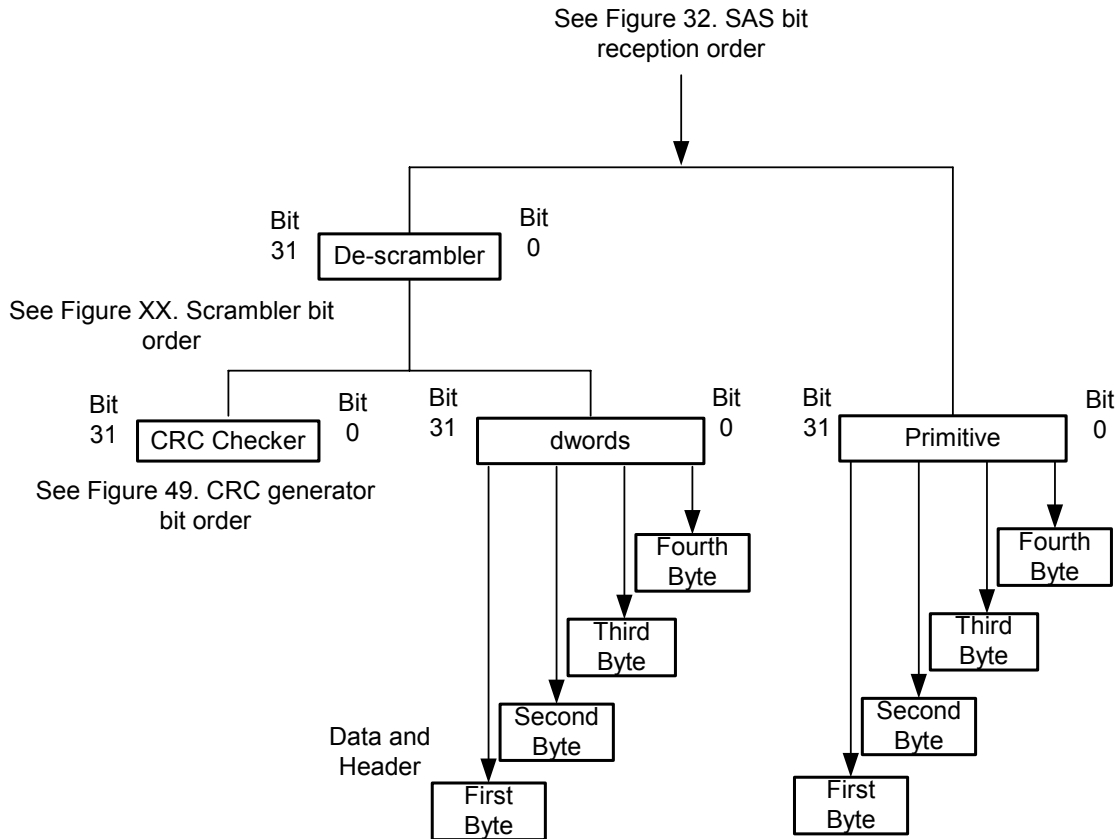 See Figure 32. SAS bit
reception order
Bit
31
De-scrambler
Bit
0
See Figure XX. Scrambler bit
order
Bit
31
CRC Checker
Bit
0
Bit
31
dwords
Bit
0
Bit
31
Primitive
Bit
0
See Figure 49. CRC generator
bit order
Fourth
Byte
Third
Byte
Second
Byte
Data and
Header
First
Byte
Fourth
Byte
Third
Byte
Second
Byte
First
Byte